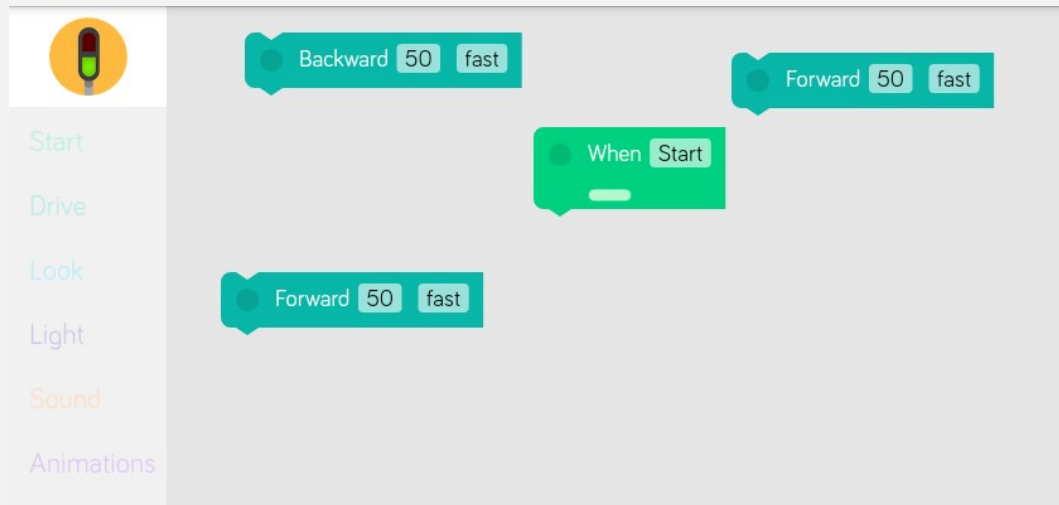 Start
Drive
Look
Light
Sound
Animations
Backward 50 fast
Forward 50 fast
When Start
Forward 50 fast